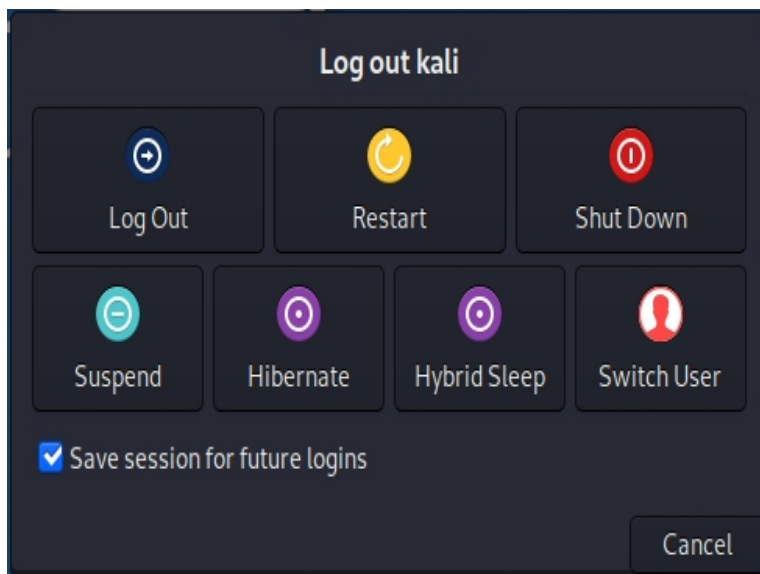 Log out kali
Log Out Restart Shut Down
Suspend Hibernate Hybrid Sleep Switch User
Save session for future logins
Cancel